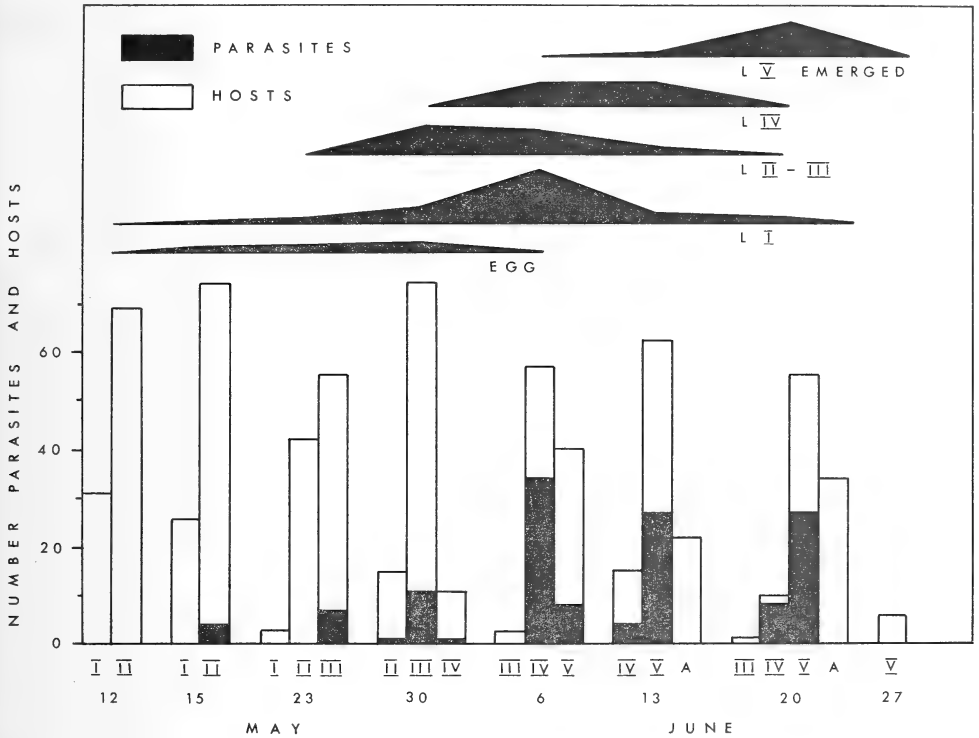 PARASITES
HOSTS
L V EMERGED
L IV
L II - III
L I
EGG
NUMBER PARASITES AND HOSTS
60
40
20
0
I II I II I II III II III IV III IV V IV V A III IV V A V
12 15 23 30 6 13 20 27
MAY JUNE